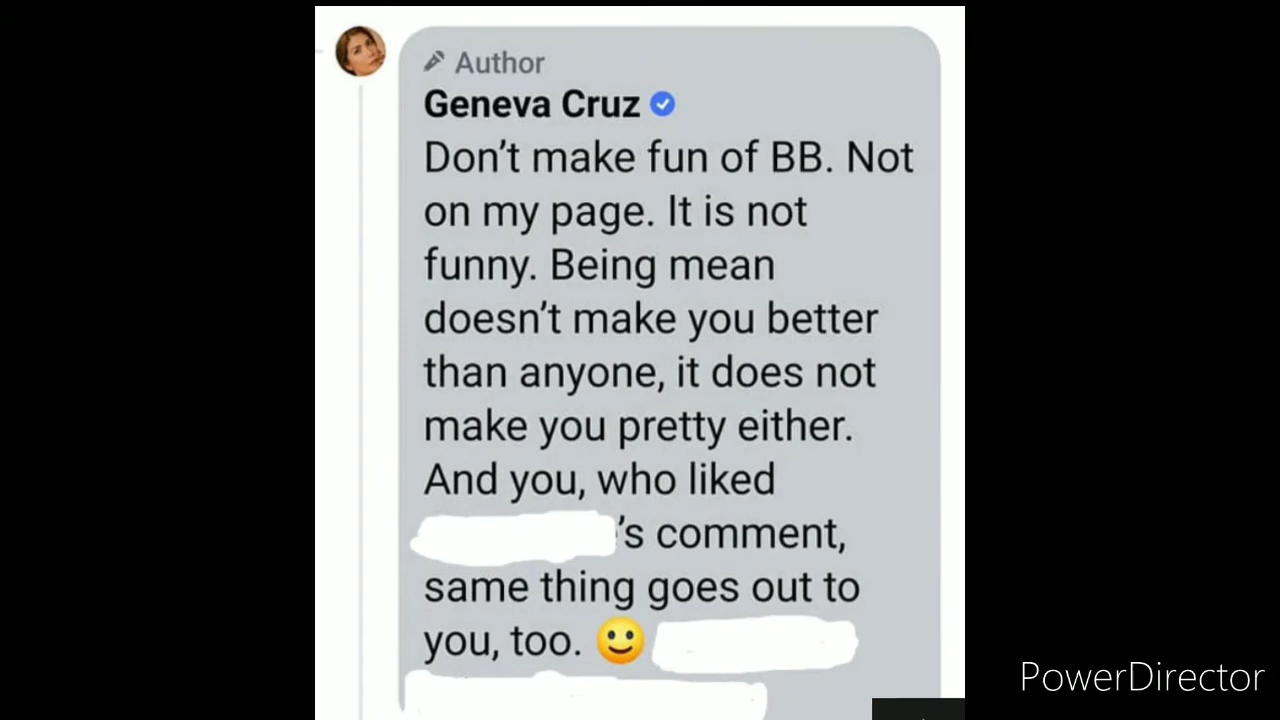 Author
Geneva Cruz
Don't make fun of BB. Not
on my page. It is not
funny. Being mean
doesn't make you better
than anyone, it does not
make you pretty either.
And you, who liked
's comment,
same thing goes out to
you, too. 🙂
PowerDirector